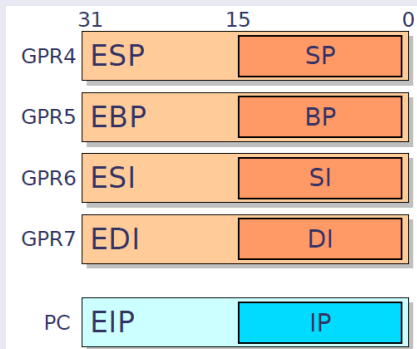 31 15 0
GPR4 ESP SP
GPR5 EBP BP
GPR6 ESI SI
GPR7 EDI DI
PC EIP IP